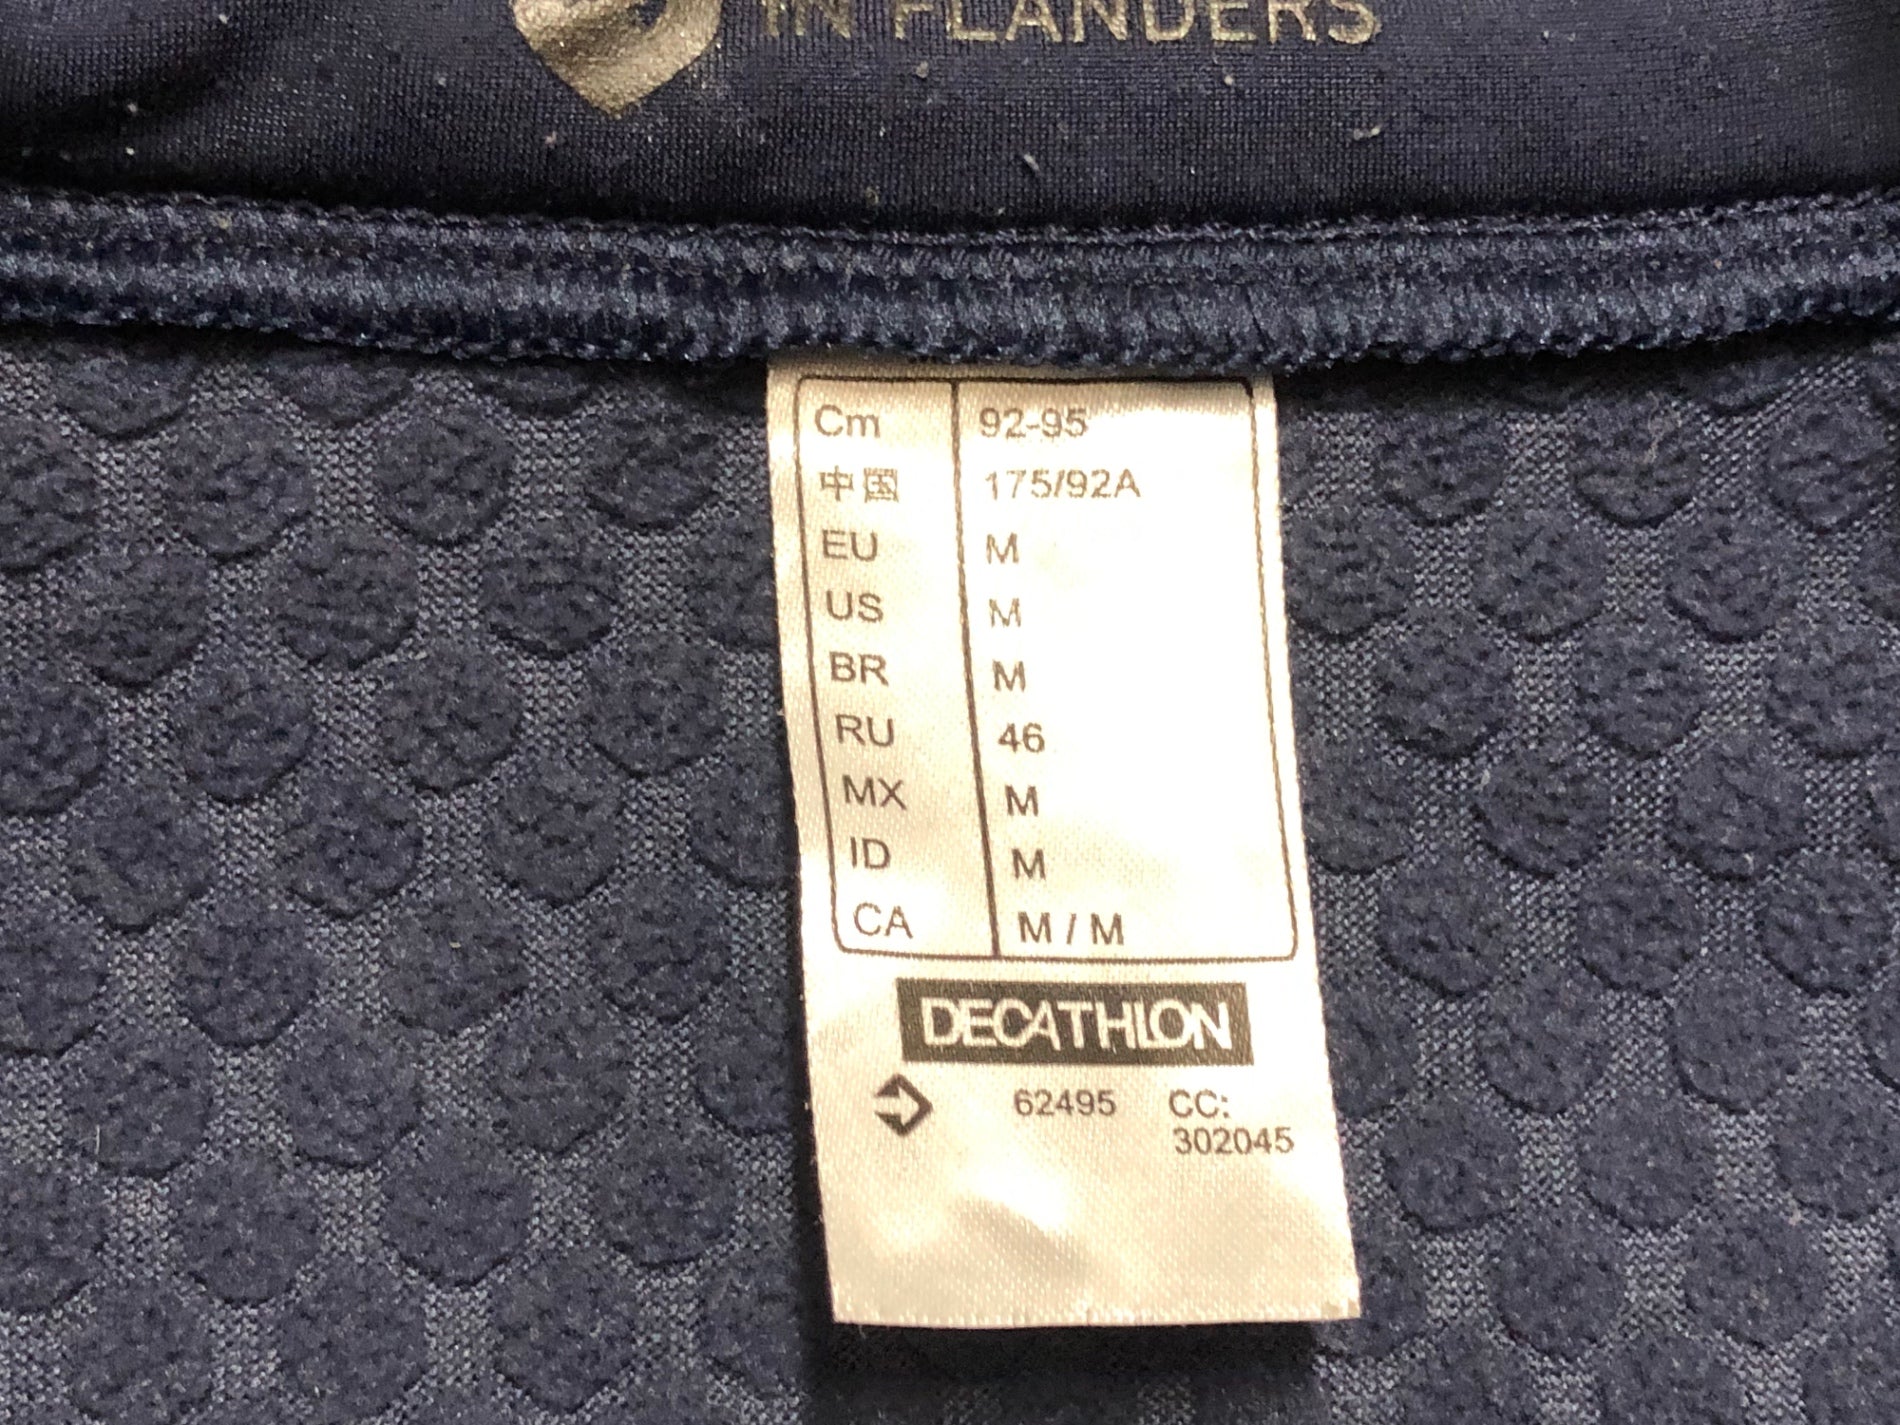 IN FLANDERS
Cm 92-95
中国 175/92A
EU M
US M
BR M
RU 46
MX M
ID M
CA M / M
DECATHLON
62495 CC:
302045